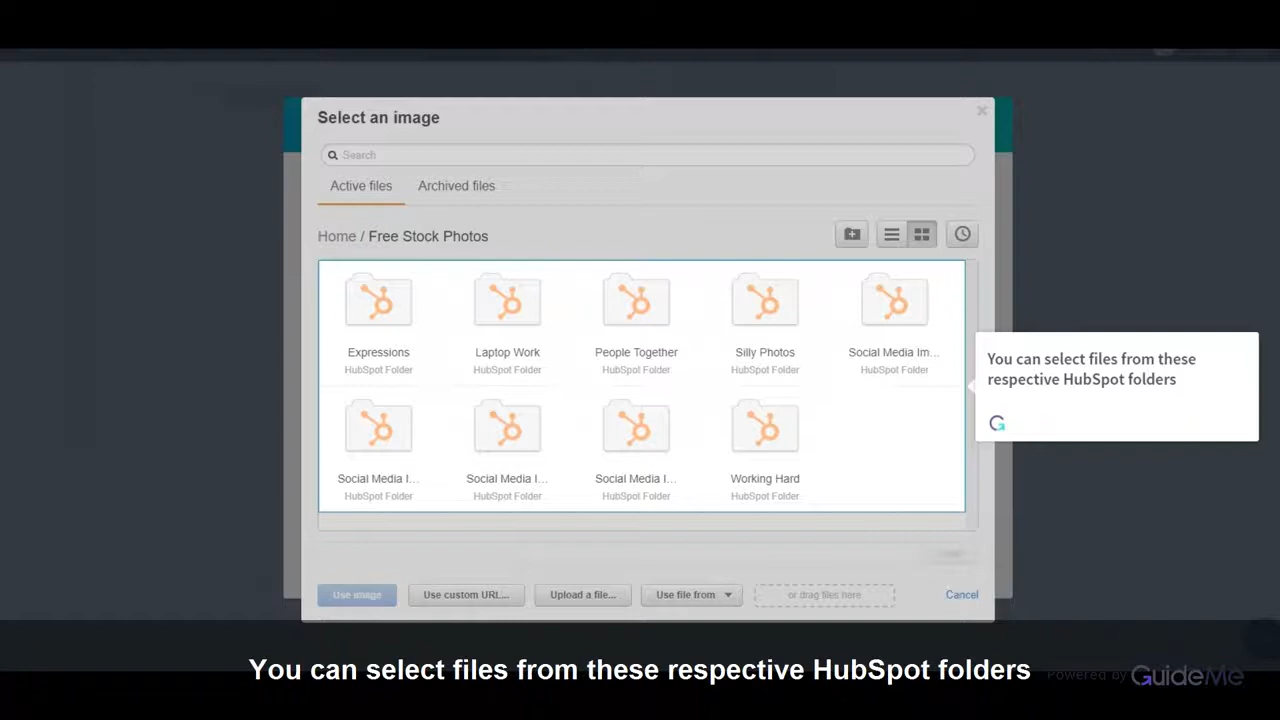 Select an image
Search
Active files Archived files
Home / Free Stock Photos
Expressions Laptop Work People Together Silly Photos Social Media Im...
HubSpot Folder HubSpot Folder HubSpot Folder HubSpot Folder HubSpot Folder
You can select files from these
respective HubSpot folders
Social Media I... Social Media I... Social Media I... Working Hard
HubSpot Folder HubSpot Folder HubSpot Folder HubSpot Folder
Use image Use custom URL... Upload a file... Use file from or drag files here Cancel
You can select files from these respective HubSpot folders
Powered by GuideMe